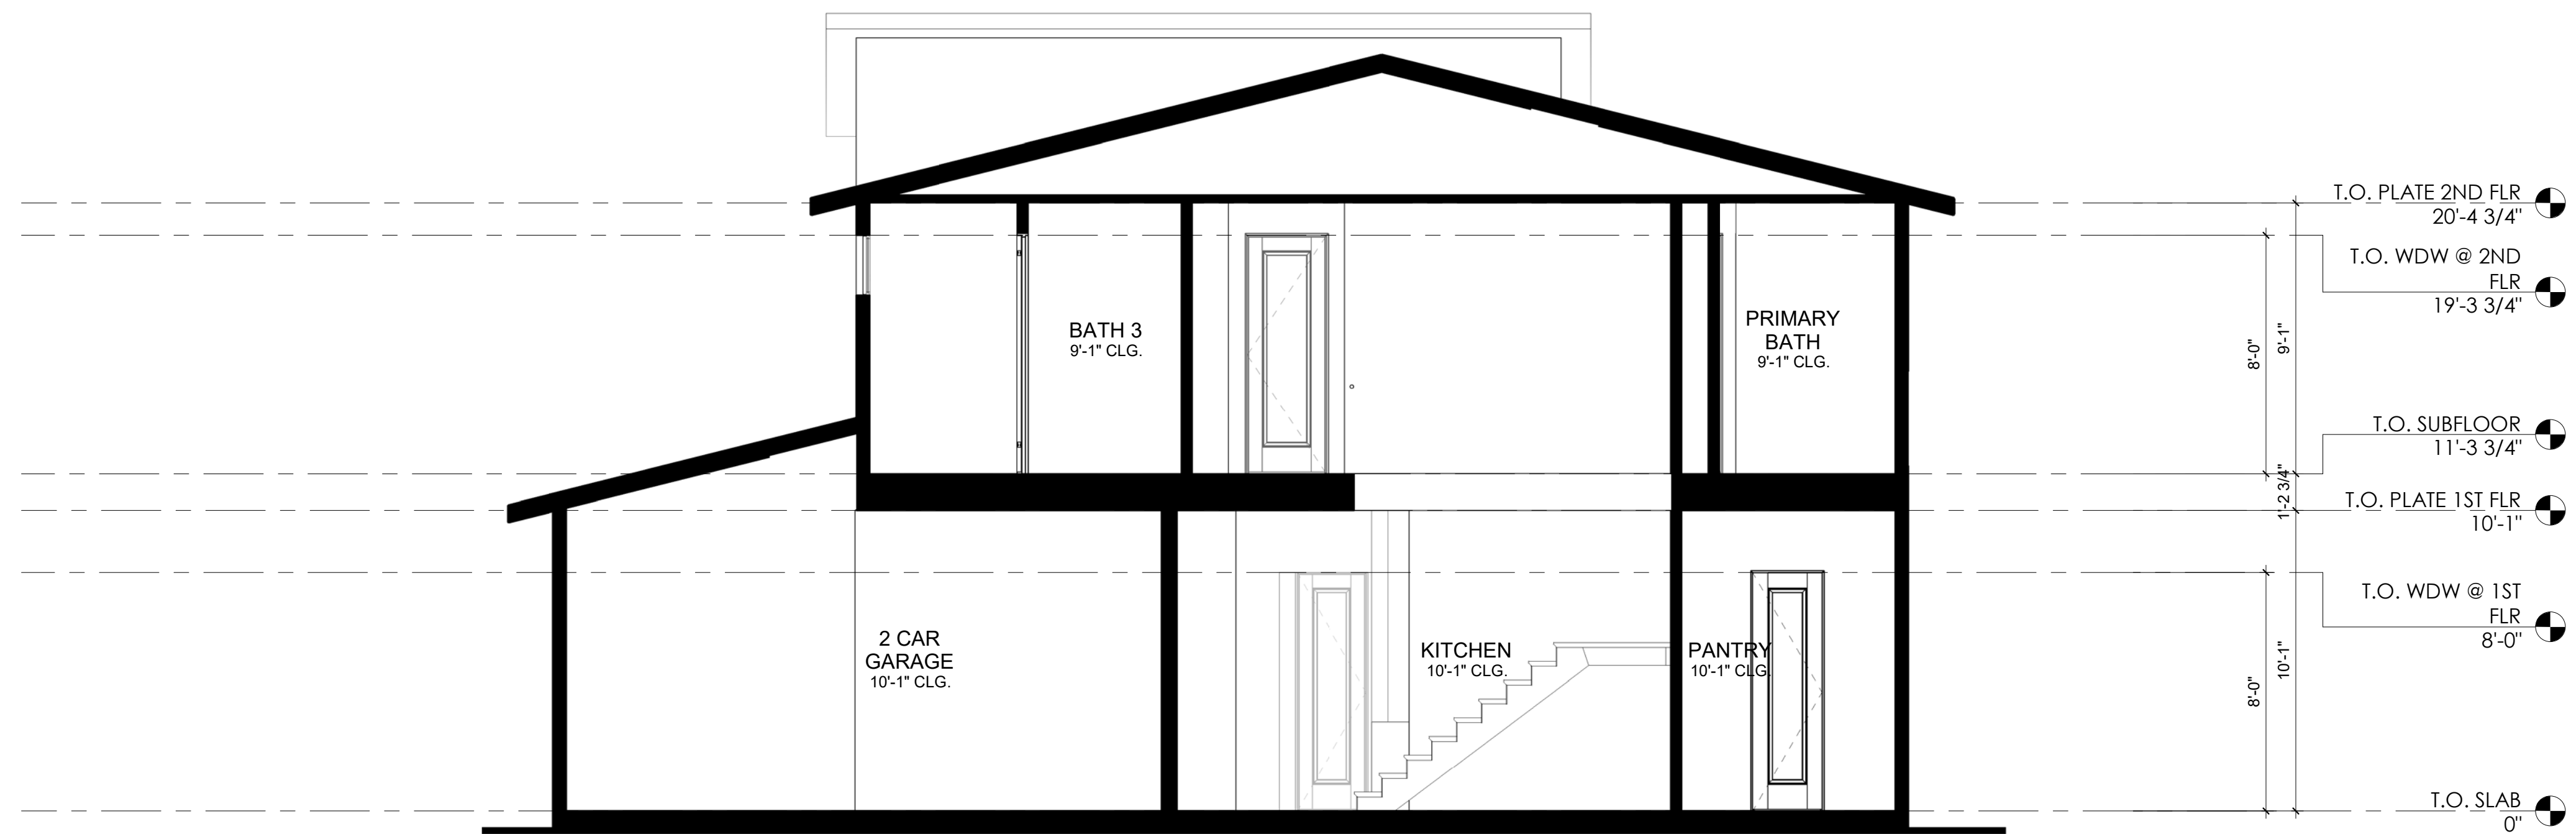 T.O. PLATE 2ND FLR
20'-4 3/4"
T.O. WDW @ 2ND
FLR
19'-3 3/4"
BATH 3
9'-1" CLG.
PRIMARY
BATH
9'-1" CLG.
8'-0"
9'-1"
T.O. SUBFLOOR
11'-3 3/4"
1'-2 3/4"
T.O. PLATE 1ST FLR
10'-1"
T.O. WDW @ 1ST
FLR
8'-0"
2 CAR
GARAGE
10'-1" CLG.
KITCHEN
10'-1" CLG.
PANTRY
10'-1" CLG.
8'-0"
10'-1"
T.O. SLAB
0"